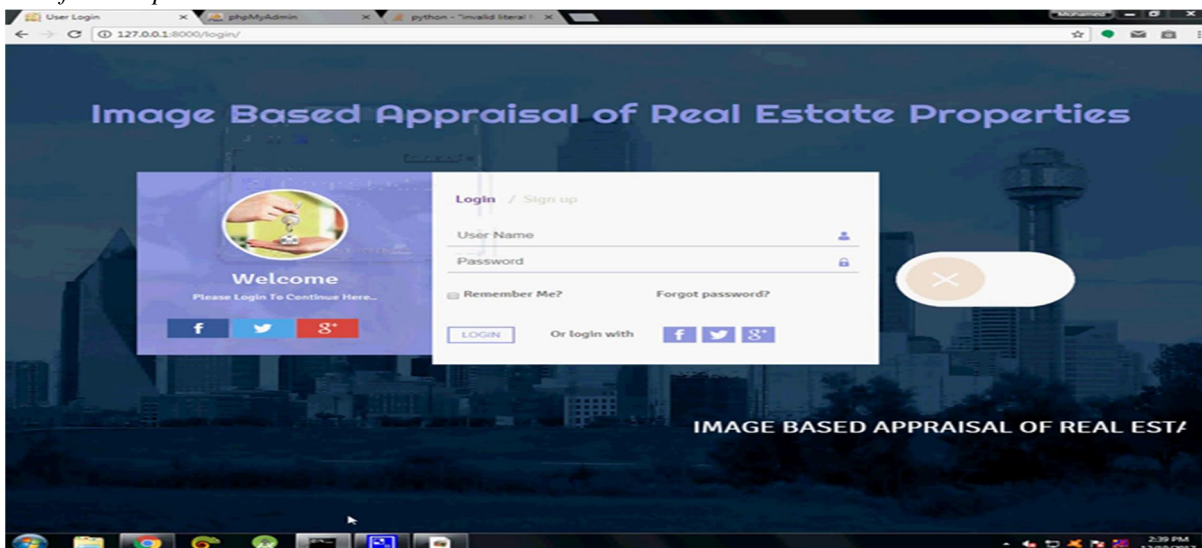 User Login
phpMyAdmin
python - "invalid literal
Mohamed
127.0.0.1:8000/login/
Image Based Appraisal of Real Estate Properties
Login / Sign up
User Name
Password
Welcome
Please Login To Continue Here...
Remember Me? Forgot password?
LOGIN Or login with
IMAGE BASED APPRAISAL OF REAL ESTA
2:39 PM